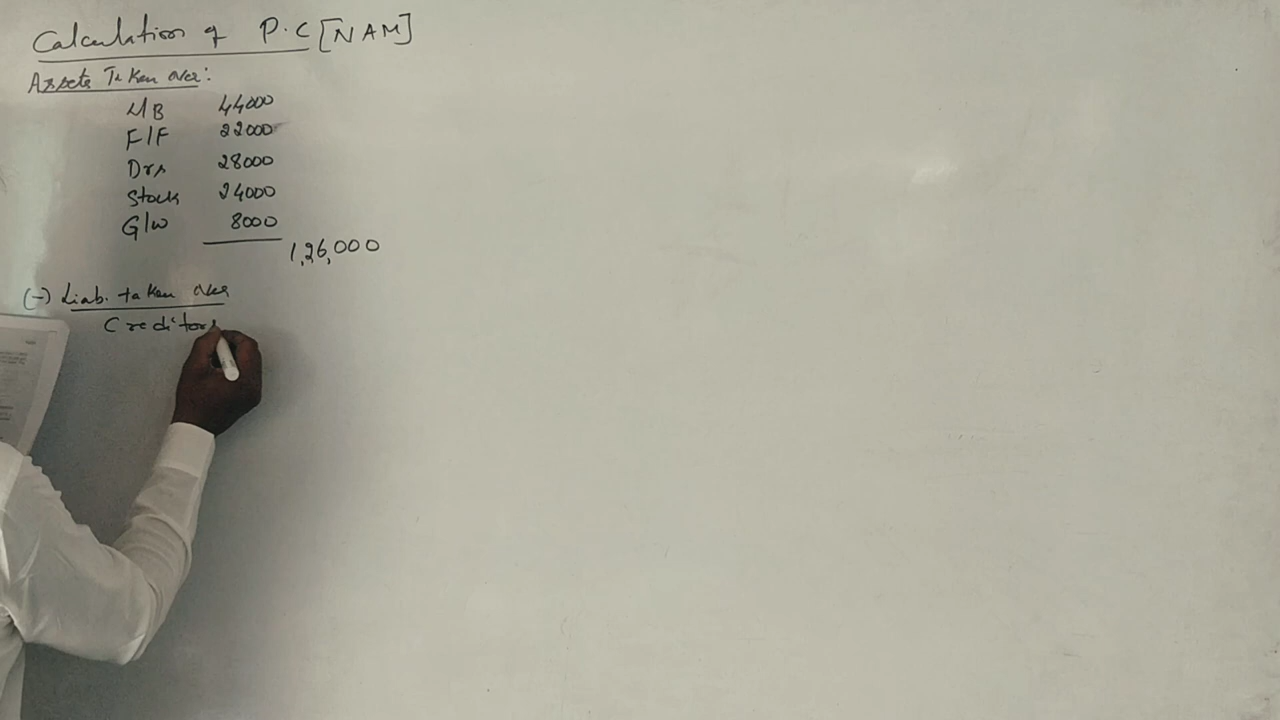 Calculation of P.C [NAM]
Assets Taken over:
L/B 44000
F/F 22000
Drs 28000
Stock 24000
G/w 8000
1,26,000
(-) Liab. taken over
Creditors